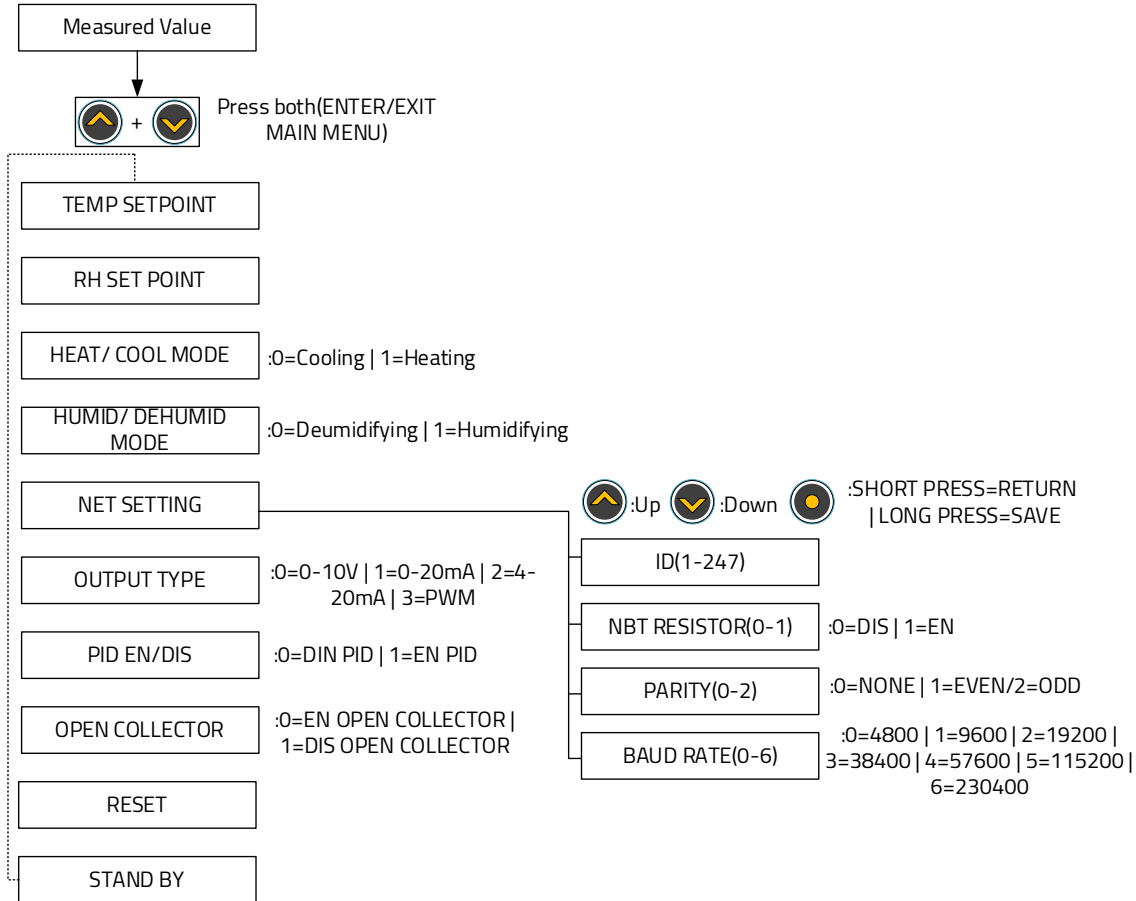 Measured Value
+
Press both(ENTER/EXIT
MAIN MENU)
TEMP SETPOINT
RH SET POINT
HEAT/ COOL MODE
:0=Cooling | 1=Heating
HUMID/ DEHUMID
MODE
:0=Deumidifying | 1=Humidifying
NET SETTING
:Up
:Down
:SHORT PRESS=RETURN
| LONG PRESS=SAVE
ID(1-247)
NBT RESISTOR(0-1)
:0=DIS | 1=EN
PARITY(0-2)
:0=NONE | 1=EVEN/2=ODD
BAUD RATE(0-6)
:0=4800 | 1=9600 | 2=19200 |
3=38400 | 4=57600 | 5=115200 |
6=230400
OUTPUT TYPE
:0=0-10V | 1=0-20mA | 2=4-
20mA | 3=PWM
PID EN/DIS
:0=DIN PID | 1=EN PID
OPEN COLLECTOR
:0=EN OPEN COLLECTOR |
1=DIS OPEN COLLECTOR
RESET
STAND BY